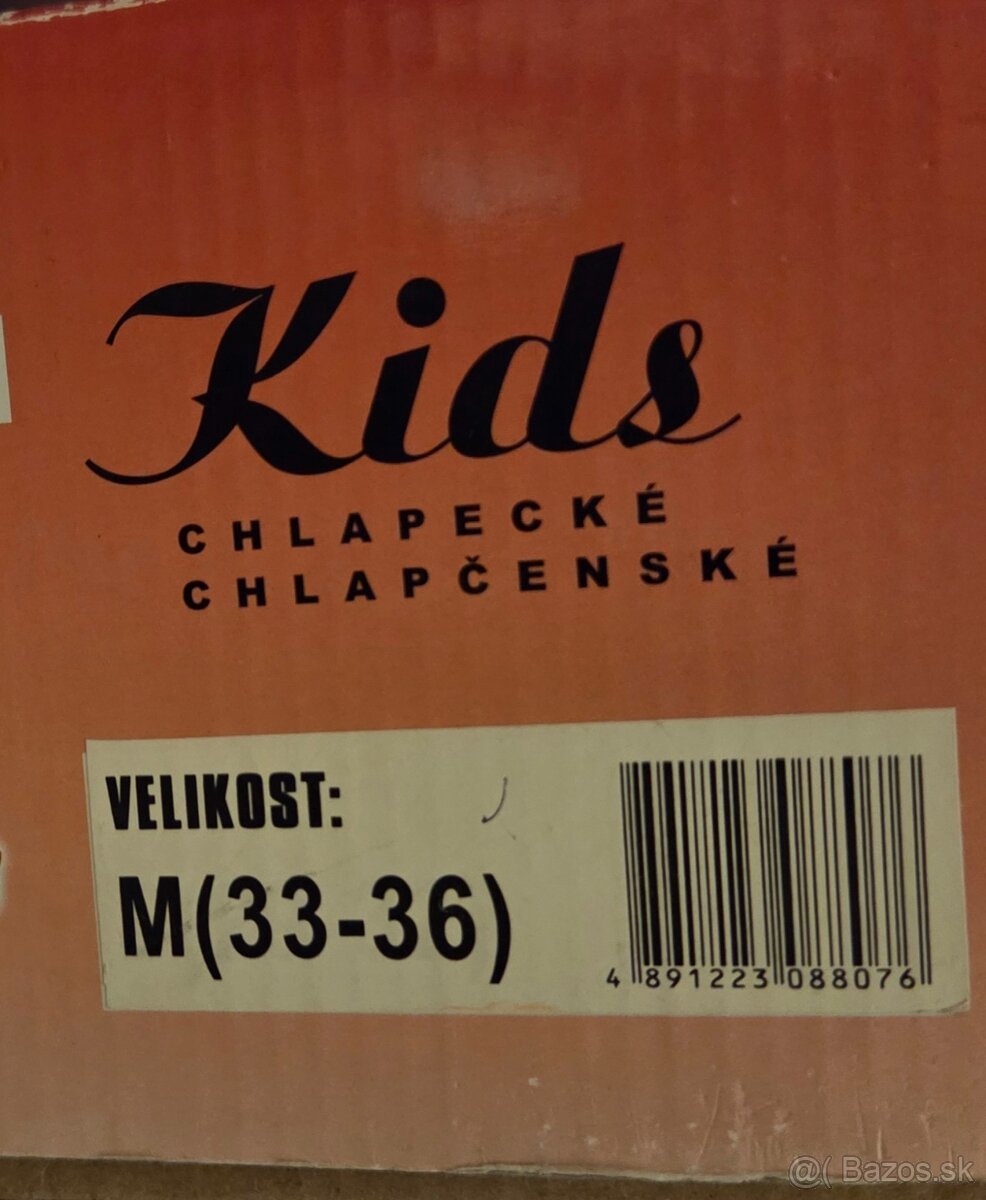 Kids
CHLAPECKÉ
CHLAPČENSKÉ
VELIKOST:
M(33-36)
4 891223 088076
@( Bazos.sk